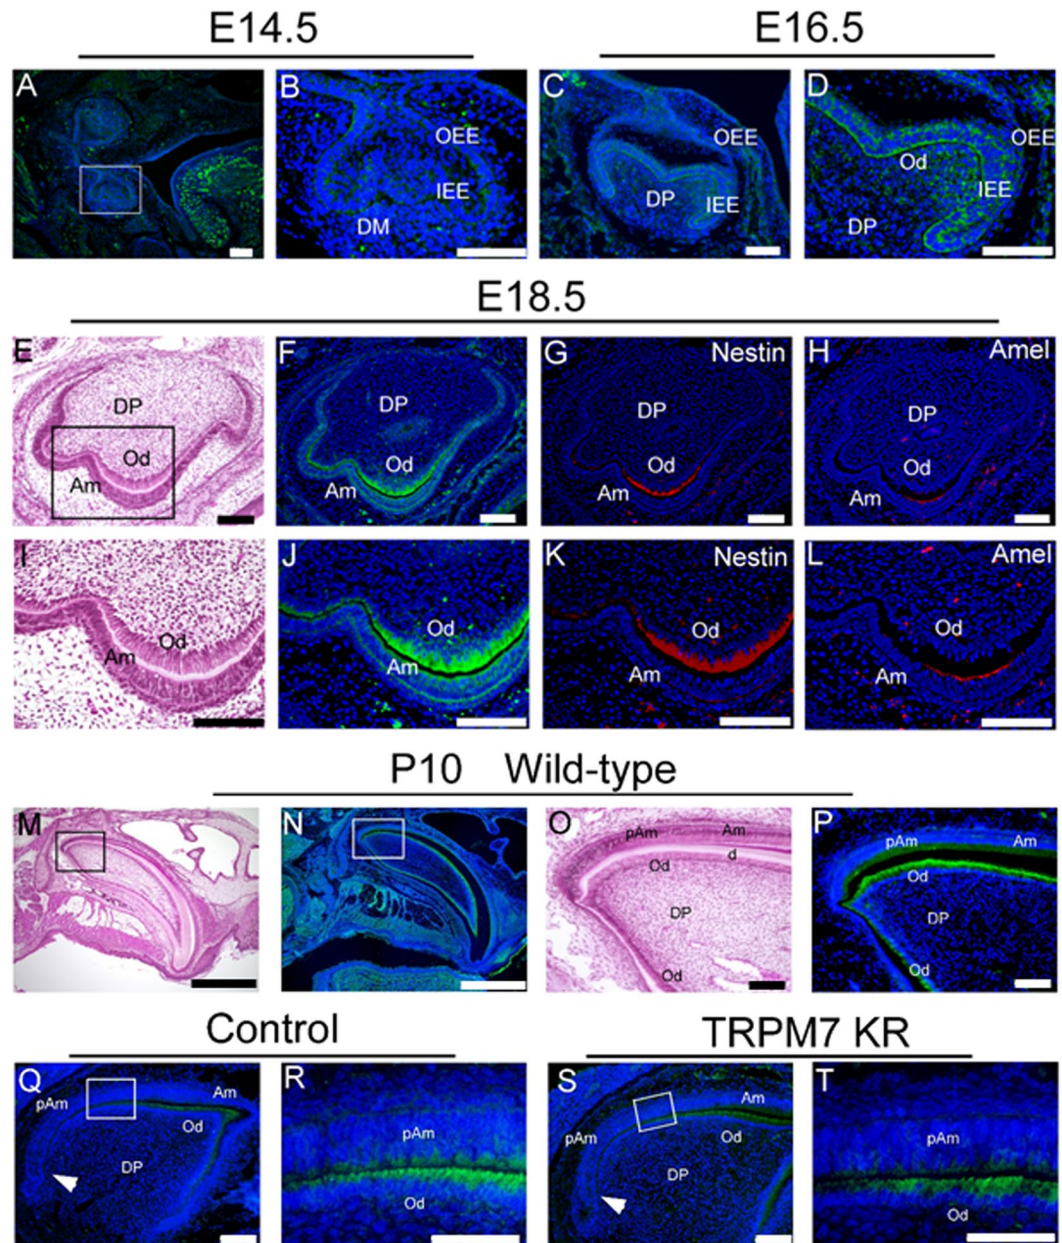 E14.5 E16.5
A B C D
OEE OEE OEE
Od
IEE DP IEE IEE
DM DP
E18.5
E F G Nestin H Amel
DP DP DP DP
Od Od Od Od
Am Am Am
I J K Nestin L Amel
Od Od Od Od
Am Am Am Am
P10 Wild-type
M N O P
pAm Am pAm Am
Od d Od
DP DP
Od Od
Control TRPM7 KR
Q R S T
pAm Am pAm Am
Od pAm Od pAm
DP Od DP Od